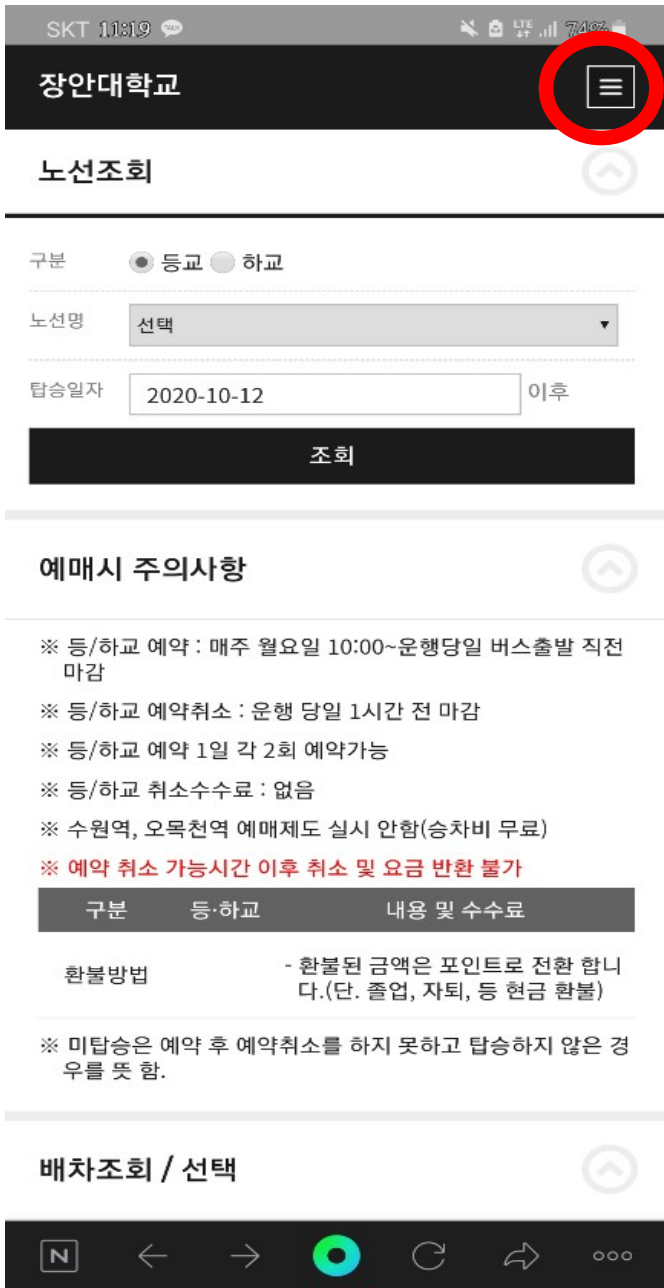 SKT 11:19 TALK LTE 74%
장안대학교
노선조회
구분 등교 하교
노선명 선택
탑승일자 2020-10-12 이후
조회
예매시 주의사항
※ 등/하교 예약 : 매주 월요일 10:00~운행당일 버스출발 직전
마감
※ 등/하교 예약취소 : 운행 당일 1시간 전 마감
※ 등/하교 예약 1일 각 2회 예약가능
※ 등/하교 취소수수료 : 없음
※ 수원역, 오목천역 예매제도 실시 안함(승차비 무료)
※ 예약 취소 가능시간 이후 취소 및 요금 반환 불가
구분 등·하교 내용 및 수수료
환불방법 - 환불된 금액은 포인트로 전환 합니
다.(단. 졸업, 자퇴, 등 현금 환불)
※ 미탑승은 예약 후 예약취소를 하지 못하고 탑승하지 않은 경
우를 뜻 함.
배차조회 / 선택
N